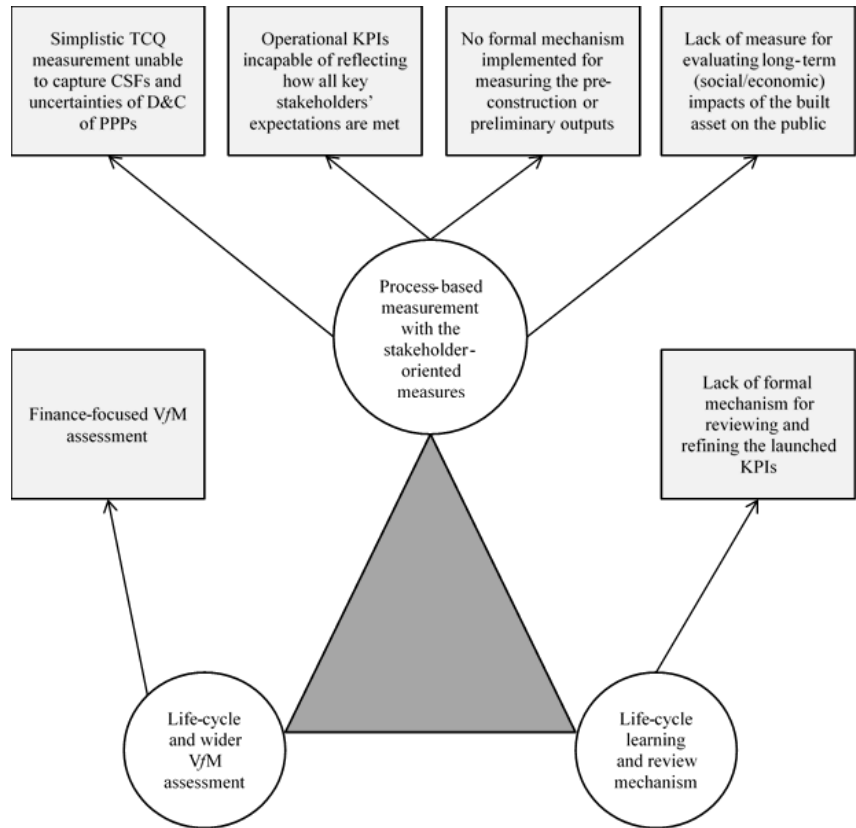 Simplistic TCQ
measurement unable
to capture CSFs and
uncertainties of D&C
of PPPs
Operational KPIs
incapable of reflecting
how all key
stakeholders'
expectations are met
No formal mechanism
implemented for
measuring the pre-
construction or
preliminary outputs
Lack of measure for
evaluating long-term
(social/economic)
impacts of the built
asset on the public
Process-based
measurement
with the
stakeholder-
oriented
measures
Finance-focused VfM
assessment
Lack of formal
mechanism for
reviewing and
refining the launched
KPIs
Life-cycle
and wider
VfM
assessment
Life-cycle
learning
and review
mechanism